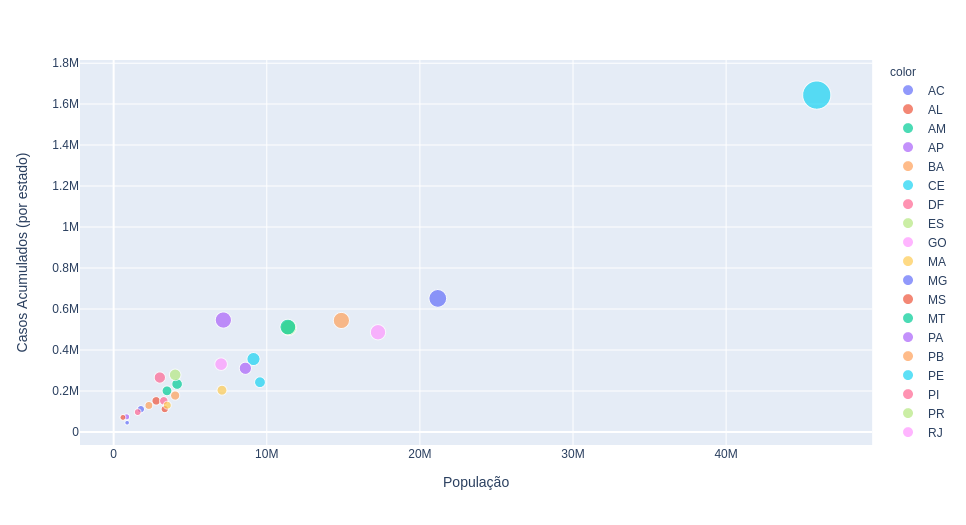 1.8M
1.6M
1.4M
1.2M
1M
0.8M
0.6M
0.4M
0.2M
0
Casos Acumulados (por estado)
0
10M
20M
30M
40M
População
color
AC
AL
AM
AP
BA
CE
DF
ES
GO
MA
MG
MS
MT
PA
PB
PE
PI
PR
RJ